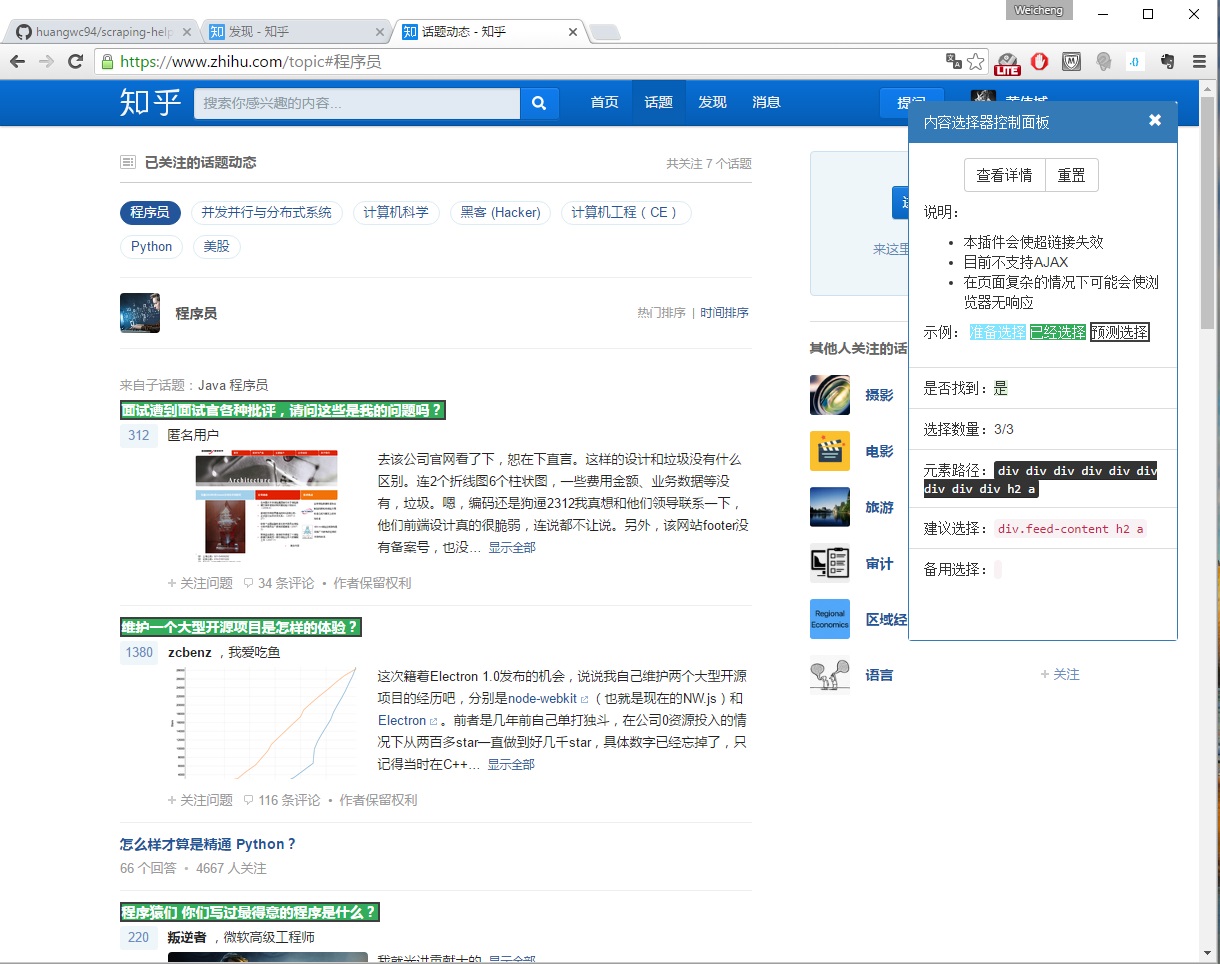 Weicheng
huangwc94/scraping-help
发现 - 知乎
话题动态 - 知乎
https://www.zhihu.com/topic#程序员
LITE
知乎
搜索你感兴趣的内容...
首页
话题
发现
消息
内容选择器控制面板
查看详情
重置
说明：
本插件会使超链接失效
目前不支持AJAX
在页面复杂的情况下可能会使浏
览器无响应
示例： 准备选择 已经选择 预测选择
是否找到：是
选择数量：3/3
元素路径：div div div div div div
div div div h2 a
建议选择： div.feed-content h2 a
备用选择：
已关注的话题动态
共关注 7 个话题
程序员
并发并行与分布式系统
计算机科学
黑客 (Hacker)
计算机工程（ CE ）
Python
美股
来这里
程序员
热门排序 | 时间排序
来自子话题：Java 程序员
面试遭到面试官各种批评，请问这些是我的问题吗？
312
匿名用户
Architecture
去该公司官网看了下，恕在下直言。这样的设计和垃圾没有什么
区别。连2个折线图6个柱状图，一些费用金额、业务数据等没
有，垃圾。嗯，编码还是狗逼2312我真想和他们领导联系一下，
他们前端设计真的很脆弱，连说都不让说。另外，该网站footer没
有备案号，也没... 显示全部
+ 关注问题 34 条评论 • 作者保留权利
维护一个大型开源项目是怎样的体验？
1380
zcbenz ，我爱吃鱼
这次籍着Electron 1.0发布的机会，说说我自己维护两个大型开源
项目的经历吧，分别是node-webkit （ 也就是现在的NW.js ）和
Electron 。前者是几年前自己单打独斗，在公司0资源投入的情
况下从两百多star一直做到好几千star，具体数字已经忘掉了，只
记得当时在C++... 显示全部
+ 关注问题 116 条评论 • 作者保留权利
怎么样才算是精通 Python？
66 个回答 • 4667 人关注
程序猿们 你们写过最得意的程序是什么？
220
叛逆者 ，微软高级工程师
其他人关注的话
摄影
电影
旅游
审计
Regional
Economics
区域经
语言
+ 关注